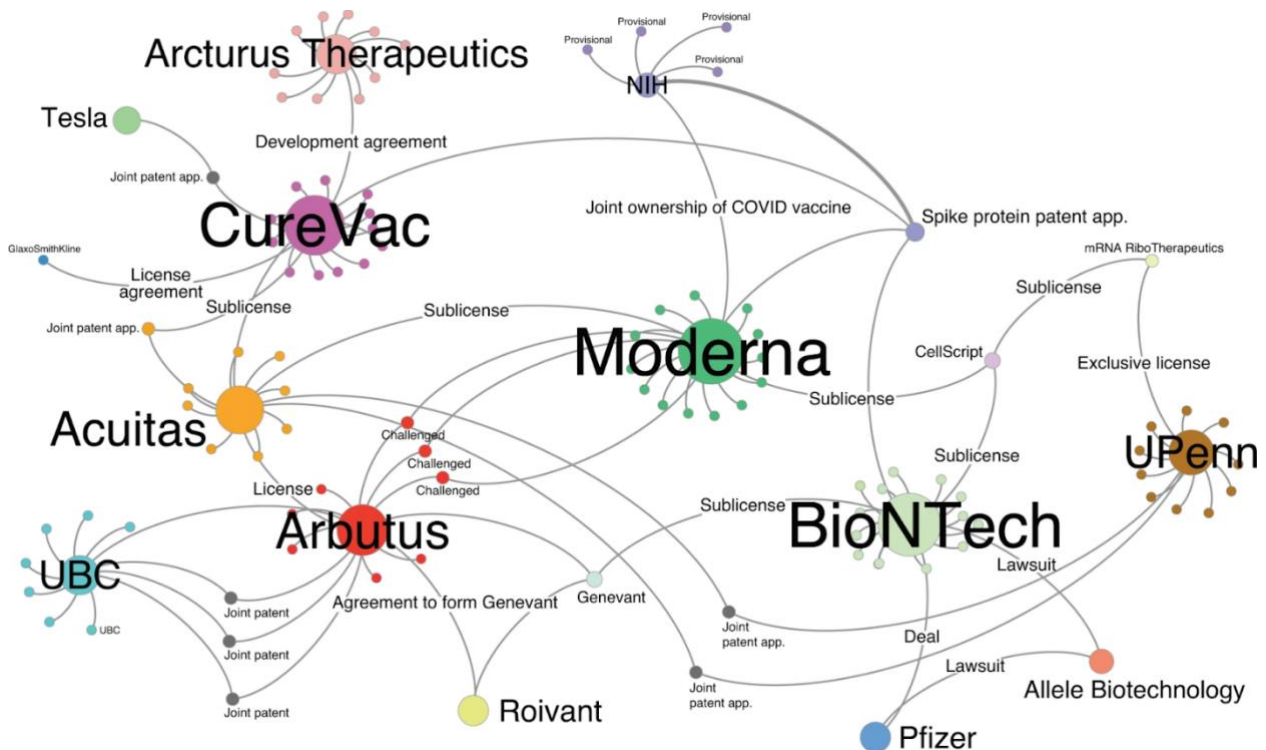 Provisional
Provisional
Provisional
Provisional
Arcturus Therapeutics
NIH
Tesla
Development agreement
Joint patent app.
CureVac
Joint ownership of COVID vaccine
Spike protein patent app.
GlaxoSmithKline
License
agreement
mRNA RiboTherapeutics
Sublicense
Sublicense
Sublicense
Joint patent app.
Moderna
CellScript
Exclusive license
Sublicense
Acuitas
Challenged
Challenged
Challenged
Sublicense
UPenn
License
Sublicense
Arbutus
BioNTech
Lawsuit
UBC
Genevant
Agreement to form Genevant
Joint patent
UBC
Joint
patent app.
Deal
Joint patent
Lawsuit
Joint
patent app.
Allele Biotechnology
Joint patent
Roivant
Pfizer